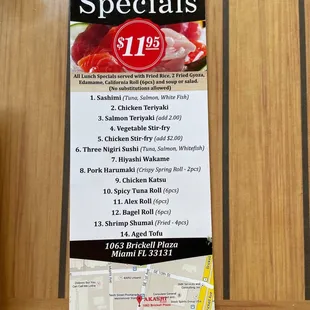 Specials
$11.95
All Lunch Specials served with Fried Rice, 2 Fried Gyoza,
Edamame, California Roll (6pcs) and soup or salad.
(No substitutions allowed)
1. Sashimi (Tuna, Salmon, White Fish)
2. Chicken Teriyaki
3. Salmon Teriyaki (add 2.00)
4. Vegetable Stir-fry
5. Chicken Stir-fry (add $2.00)
6. Three Nigiri Sushi (Tuna, Salmon, Whitefish)
7. Hiyashi Wakame
8. Pork Harumaki (Crispy Spring Roll - 2pcs)
9. Chicken Katsu
10. Spicy Tuna Roll (6pcs)
11. Alex Roll (6pcs)
12. Bagel Roll (6pcs)
13. Shrimp Shumai (Fried - 4pcs)
14. Aged Tofu
1063 Brickell Plaza
Miami FL 33131
AKASHI
1063 Brickell Plaza